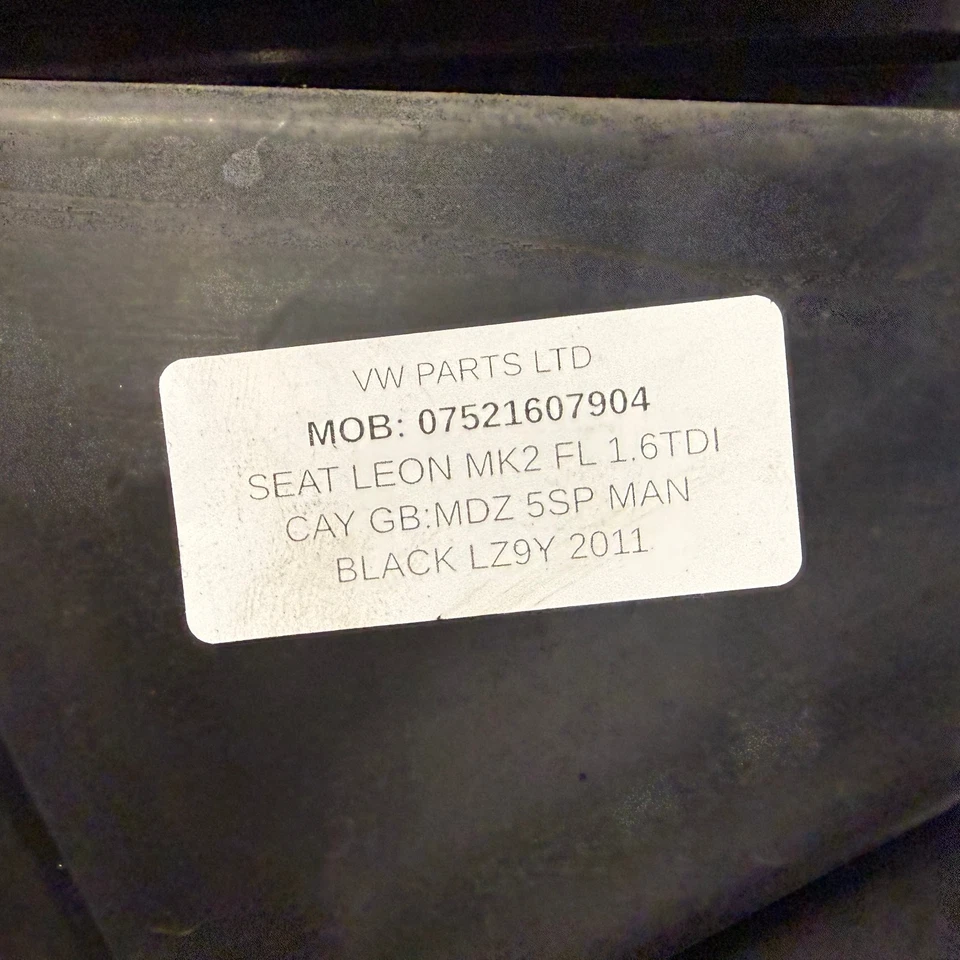 VW PARTS LTD
MOB: 07521607904
SEAT LEON MK2 FL 1.6TDI
CAY GB:MDZ 5SP MAN
BLACK LZ9Y 2011